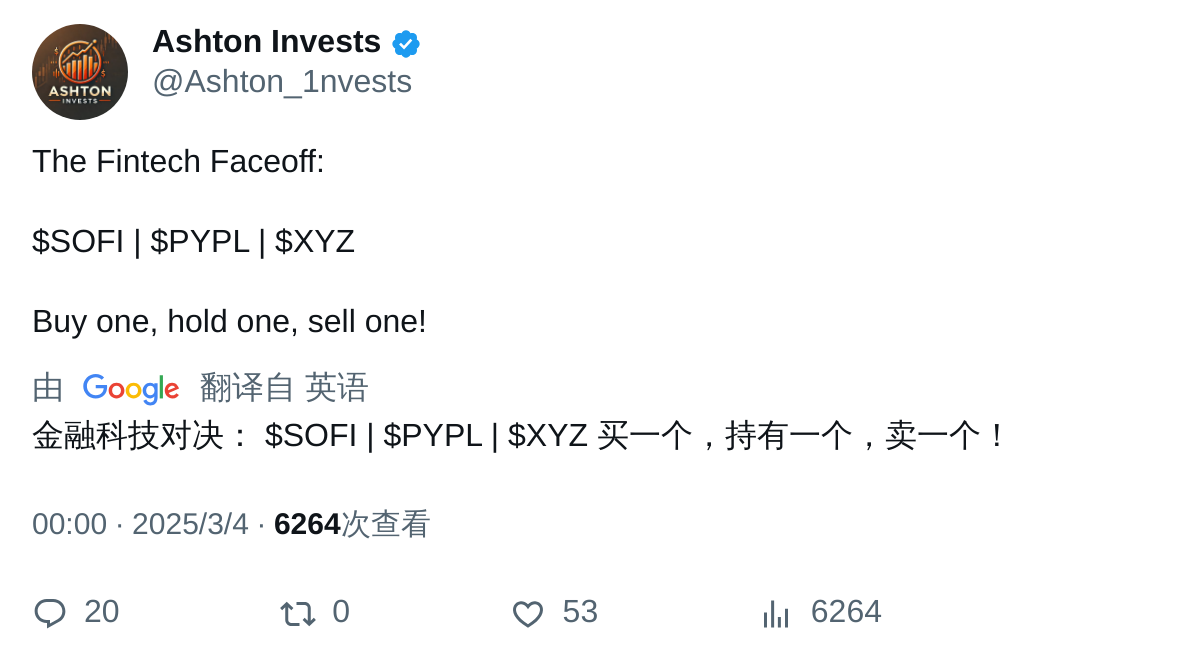 Ashton Invests
@Ashton_1nvests
ASHTON
INVESTS
The Fintech Faceoff:
$SOFI | $PYPL | $XYZ
Buy one, hold one, sell one!
由 Google 翻译自 英语
金融科技对决： $SOFI | $PYPL | $XYZ 买一个，持有一个，卖一个！
00:00 · 2025/3/4 · 6264次查看
20 0 53 6264